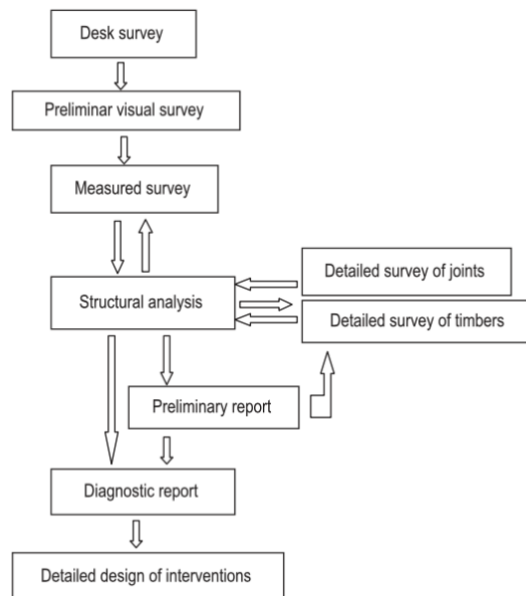 Desk survey
Preliminar visual survey
Measured survey
Detailed survey of joints
Structural analysis
Detailed survey of timbers
Preliminary report
Diagnostic report
Detailed design of interventions